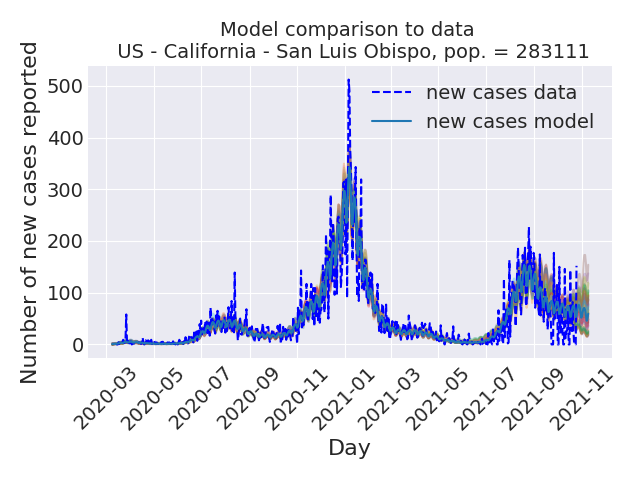 Model comparison to data
US - California - San Luis Obispo, pop. = 283111
Number of new cases reported
500
400
300
200
100
0
new cases data
new cases model
2020-03
2020-05
2020-07
2020-09
2020-11
2021-01
2021-03
2021-05
2021-07
2021-09
2021-11
Day